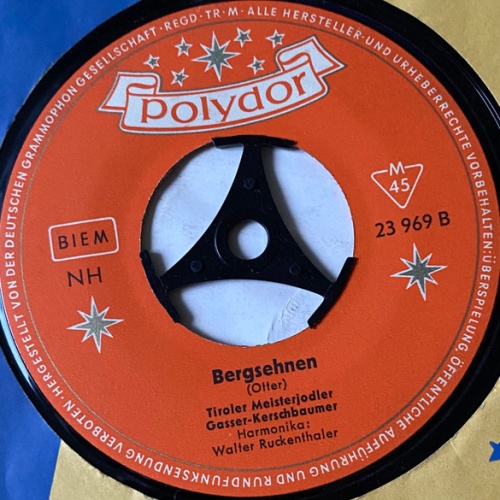 HERGESTELLT VON DER DEUTSCHEN GRAMMOPHON GESELLSCHAFT · REGD · TR · M · ALLE HERSTELLER- UND URHEBERRECHTE VORBEHALTEN · ÜBERSPIELUNG, ÖFFENTLICHE AUFFÜHRUNG UND RUNDFUNKSENDUNG VERBOTEN ·
Polydor
M
45
23 969 B
BIEM
NH
Bergsehnen
(Otter)
Tiroler Meisterjodler
Gasser-Kerschbaumer
Harmonika:
Walter Ruckenthaler